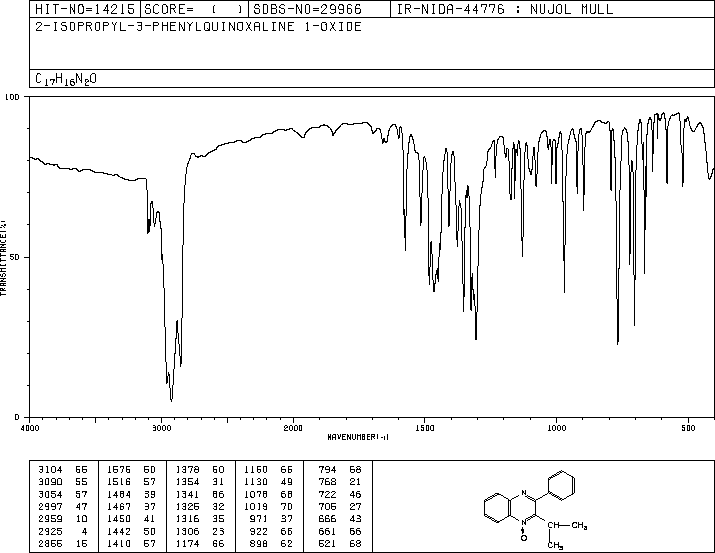 HIT-NO=14215 SCORE= ( ) SDBS-NO=29966 IR-NIDA-44776 : NUJOL MULL
2-ISOPROPYL-3-PHENYLQUINOXALINE 1-OXIDE
C17H16N2O
100
50
0
TRANSMITTANCE(%)
4000 3000 2000 1500 1000 500
WAVENUMBER(-1)
3104 55 1576 50 1378 60 1160 66 794 68
3090 55 1516 57 1354 31 1130 49 768 21
3054 57 1484 39 1341 86 1078 68 722 46
2997 47 1467 37 1325 32 1019 70 705 27
2959 10 1450 41 1316 35 971 37 666 43
2925 4 1442 50 1306 23 922 66 661 56
2855 15 1410 57 1174 66 898 62 521 68
N
N
O
CH3
CH3